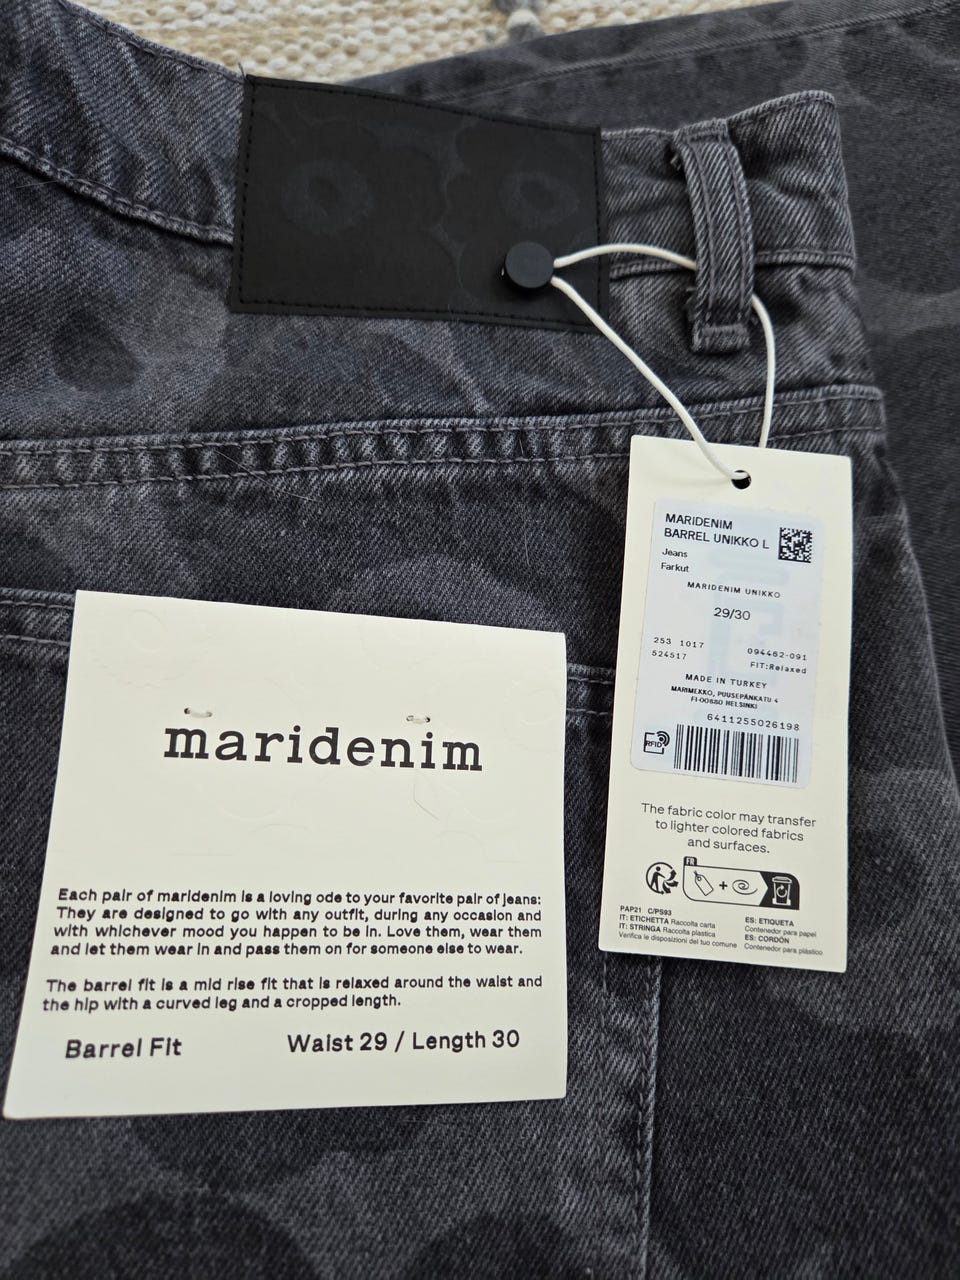 MARIDENIM
BARREL UNIKKO L
Jeans
Farkut
MARIDENIM UNIKKO
29/30
253 1017
094462-091
524517
FIT:Relaxed
MADE IN TURKEY
MARIMEKKO, PUUSEPÄNKATU 4
FI-00880 HELSINKI
6411255026198
RFID
The fabric color may transfer
to lighter colored fabrics
and surfaces.
FR
PAP21 C/PS93
IT: ETICHETTA Raccolta carta
IT: STRINGA Raccolta plastica
Verifica le disposizioni del tuo comune
ES: ETIQUETA
Contenedor para papel
ES: CORDÓN
Contenedor para plástico
maridenim
Each pair of maridenim is a loving ode to your favorite pair of jeans:
They are designed to go with any outfit, during any occasion and
with whichever mood you happen to be in. Love them, wear them
and let them wear in and pass them on for someone else to wear.
The barrel fit is a mid rise fit that is relaxed around the waist and
the hip with a curved leg and a cropped length.
Barrel Fit
Waist 29 / Length 30